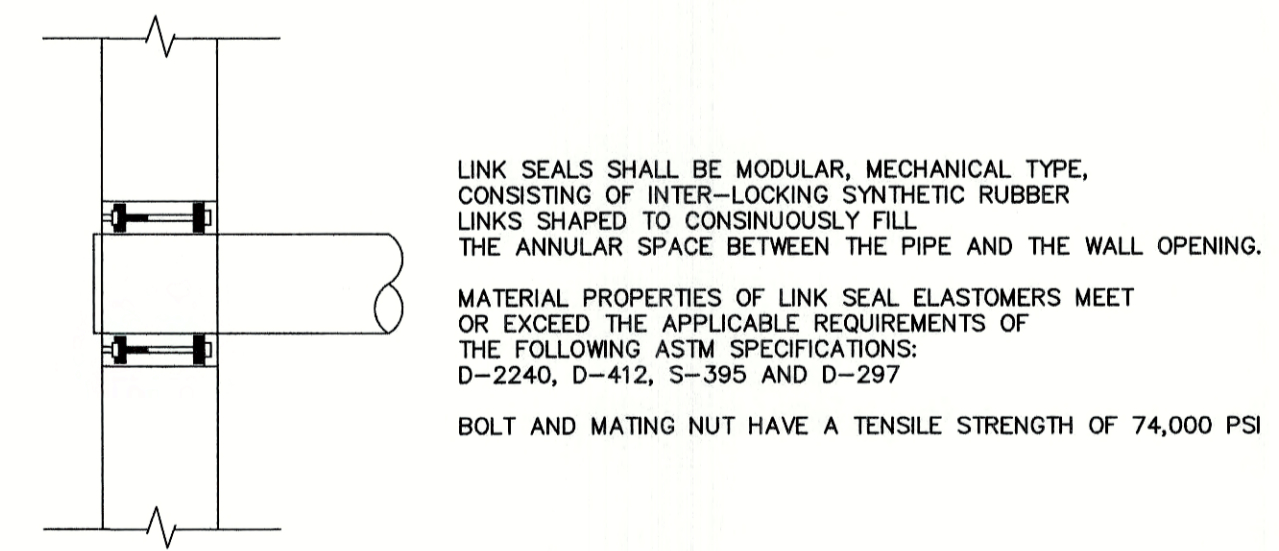 LINK SEALS SHALL BE MODULAR, MECHANICAL TYPE,
CONSISTING OF INTER-LOCKING SYNTHETIC RUBBER
LINKS SHAPED TO CONSINUOUSLY FILL
THE ANNULAR SPACE BETWEEN THE PIPE AND THE WALL OPENING.
MATERIAL PROPERTIES OF LINK SEAL ELASTOMERS MEET
OR EXCEED THE APPLICABLE REQUIREMENTS OF
THE FOLLOWING ASTM SPECIFICATIONS:
D-2240, D-412, S-395 AND D-297
BOLT AND MATING NUT HAVE A TENSILE STRENGTH OF 74,000 PSI